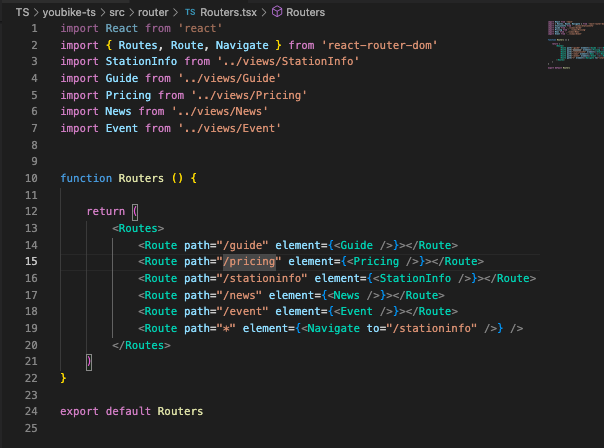 TS > youbike-ts > src > router > TS Routers.tsx > Routers
1 import React from 'react'
2 import { Routes, Route, Navigate } from 'react-router-dom'
3 import StationInfo from '../views/StationInfo'
4 import Guide from '../views/Guide'
5 import Pricing from '../views/Pricing'
6 import News from '../views/News'
7 import Event from '../views/Event'
8
9
10 function Routers () {
11
12     return (
13         <Routes>
14             <Route path="/guide" element={<Guide />}></Route>
15             <Route path="/pricing" element={<Pricing />}></Route>
16             <Route path="/stationinfo" element={<StationInfo />}></Route>
17             <Route path="/news" element={<News />}></Route>
18             <Route path="/event" element={<Event />}></Route>
19             <Route path="*" element={<Navigate to="/stationinfo" />} />
20         </Routes>
21     )
22 }
23
24 export default Routers
25